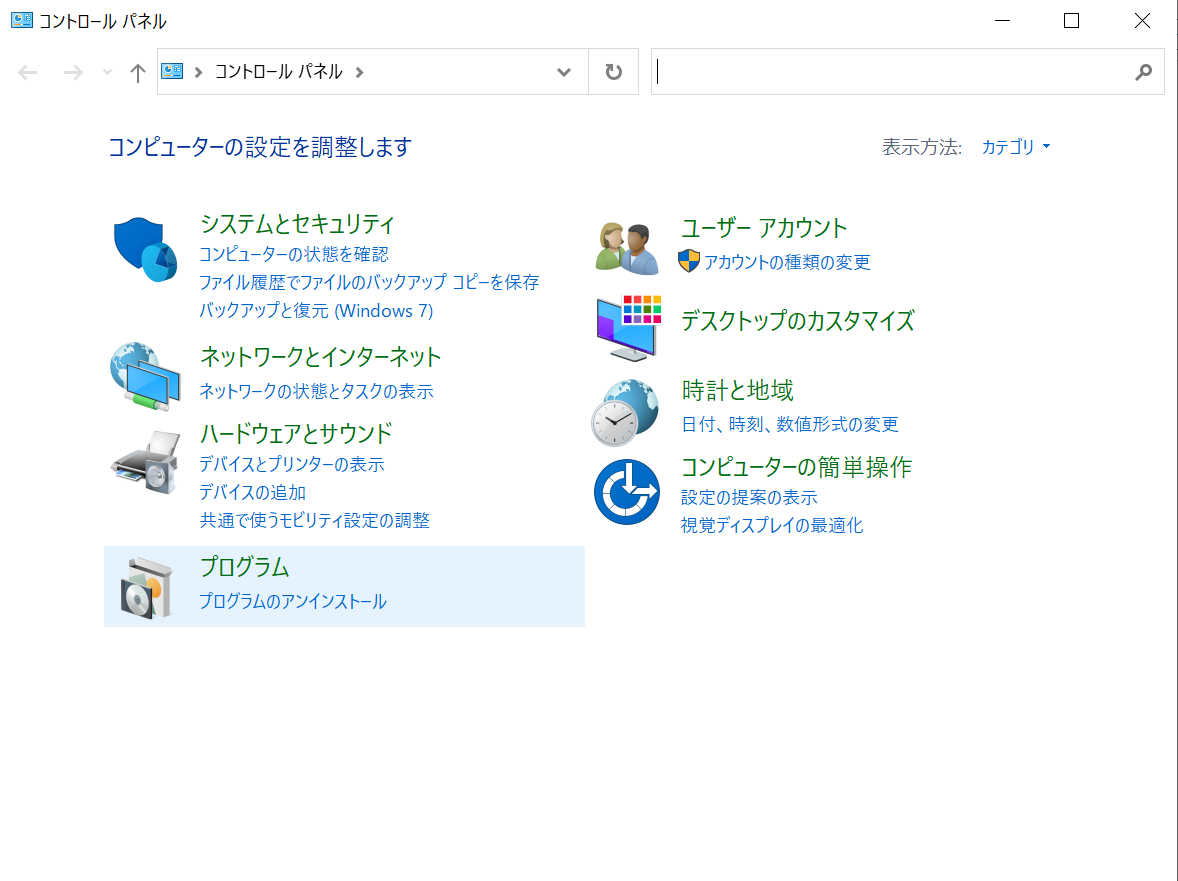 コントロール パネル
コントロール パネル
コンピューターの設定を調整します
表示方法: カテゴリ
システムとセキュリティ
コンピューターの状態を確認
ファイル履歴でファイルのバックアップ コピーを保存
バックアップと復元 (Windows 7)
ネットワークとインターネット
ネットワークの状態とタスクの表示
ハードウェアとサウンド
デバイスとプリンターの表示
デバイスの追加
共通で使うモビリティ設定の調整
プログラム
プログラムのアンインストール
ユーザー アカウント
アカウントの種類の変更
デスクトップのカスタマイズ
時計と地域
日付、時刻、数値形式の変更
コンピューターの簡単操作
設定の提案の表示
視覚ディスプレイの最適化